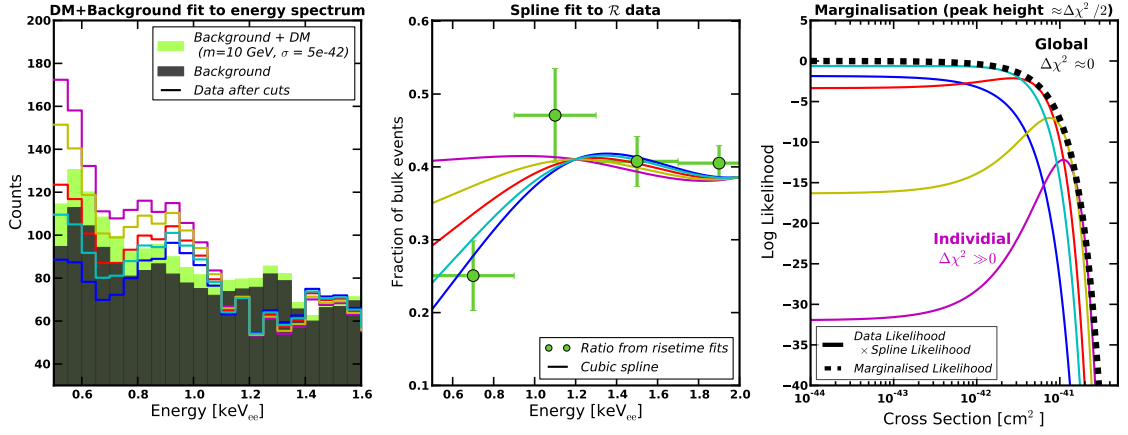 DM+Background fit to energy spectrum
Counts
200
180
160
140
120
100
80
60
40
0.6
0.8
1.0
1.2
1.4
1.6
Energy [keVee]
Background + DM
(m=10 GeV, σ = 5e-42)
Background
Data after cuts
Spline fit to ℛ data
Fraction of bulk events
0.6
0.5
0.4
0.3
0.2
0.1
0.6
0.8
1.0
1.2
1.4
1.6
1.8
2.0
Energy [keVee]
Ratio from risetime fits
Cubic spline
Marginalisation (peak height ≈Δχ² /2)
Log Likelihood
5
0
−5
−10
−15
−20
−25
−30
−35
−40
10^-44
10^-43
10^-42
10^-41
Cross Section [cm² ]
Global
Δχ² ≈0
Individial
Δχ² ≫0
Data Likelihood
× Spline Likelihood
Marginalised Likelihood